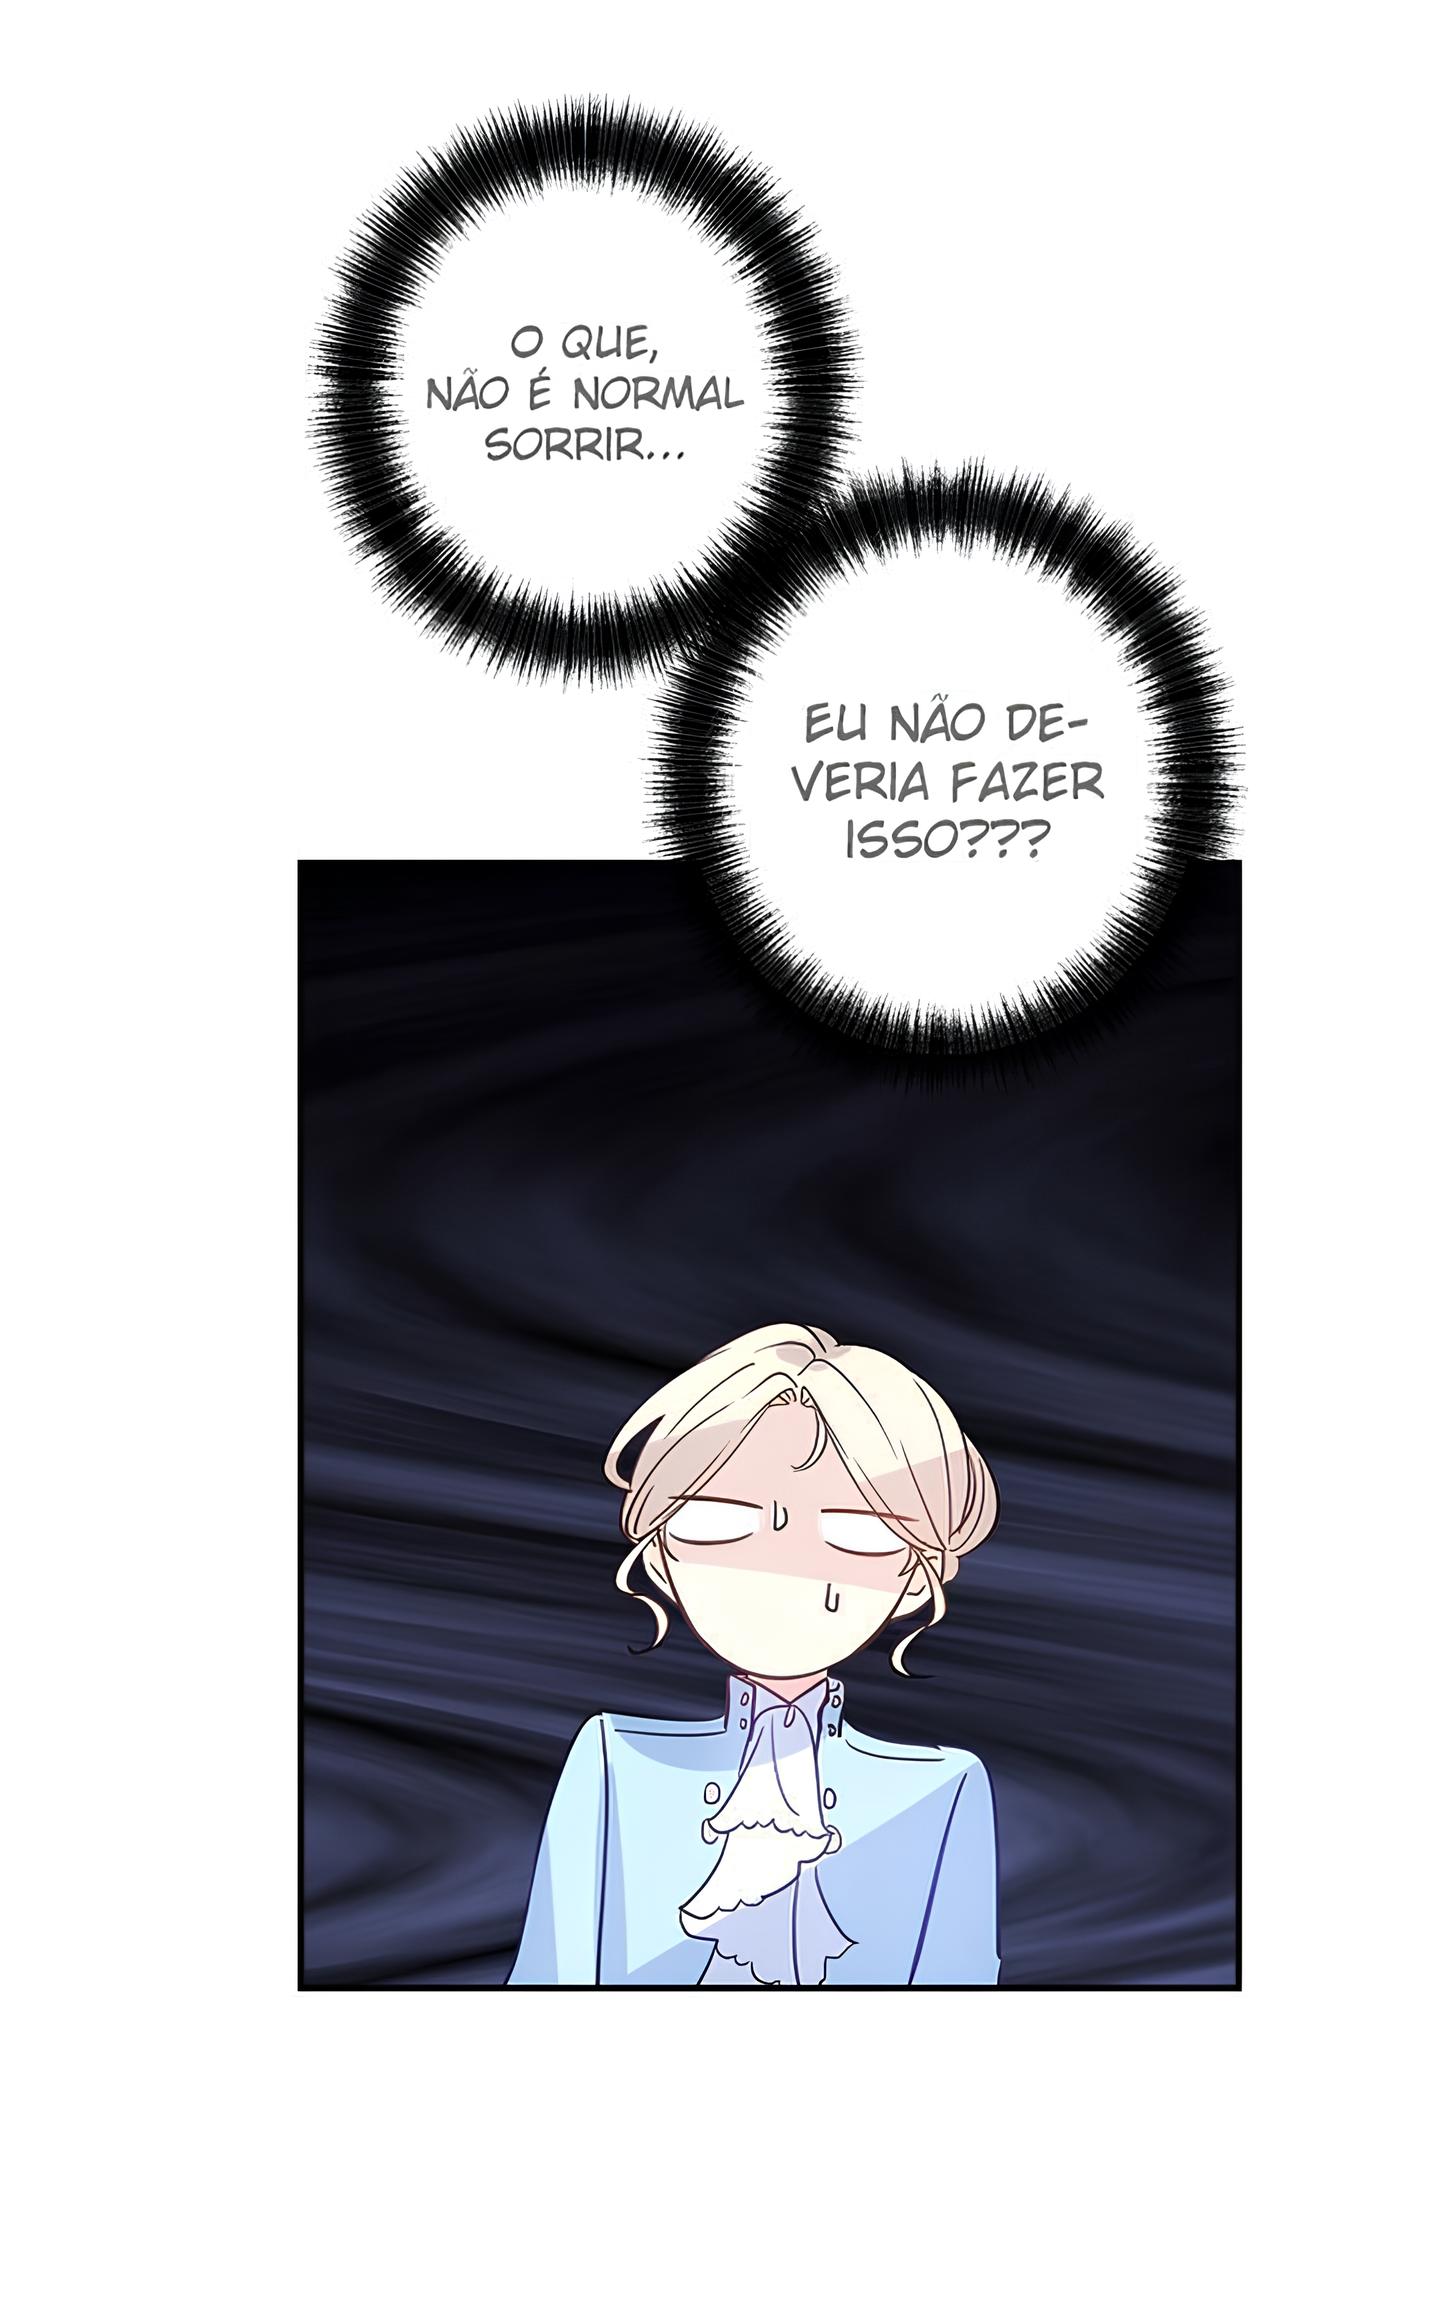 O QUE,
NÃO É NORMAL
SORRIR...
EU NÃO DE-
VERIA FAZER
ISSO???